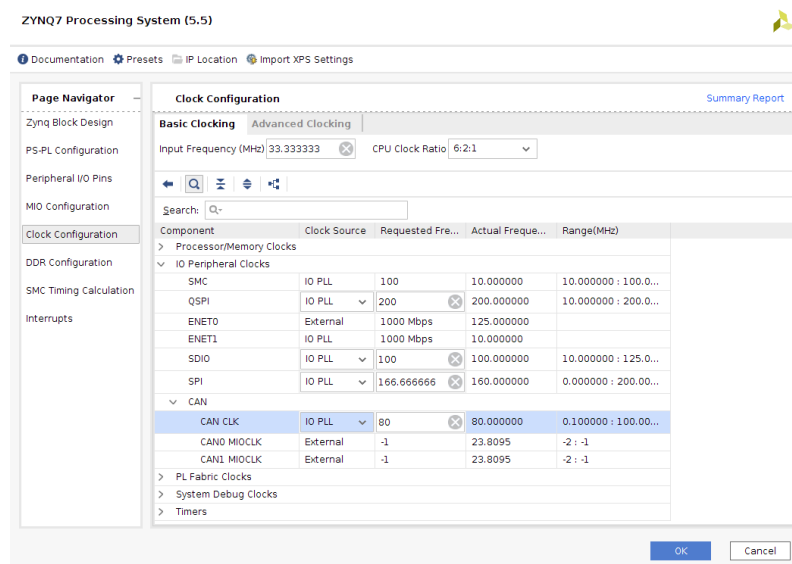 ZYNQ7 Processing System (5.5)
Documentation Presets IP Location Import XPS Settings
Page Navigator
Zynq Block Design
PS-PL Configuration
Peripheral I/O Pins
MIO Configuration
Clock Configuration
DDR Configuration
SMC Timing Calculation
Interrupts
Clock Configuration Summary Report
Basic Clocking Advanced Clocking
Input Frequency (MHz) 33.333333 CPU Clock Ratio 6:2:1
Search:
Component Clock Source Requested Fre... Actual Freque... Range(MHz)
Processor/Memory Clocks
IO Peripheral Clocks
SMC IO PLL 100 10.000000 10.000000 : 100.0...
QSPI IO PLL 200 200.000000 10.000000 : 200.0...
ENET0 External 1000 Mbps 125.000000
ENET1 IO PLL 1000 Mbps 10.000000
SDIO IO PLL 100 100.000000 10.000000 : 125.0...
SPI IO PLL 166.666666 160.000000 0.000000 : 200.00...
CAN
CAN CLK IO PLL 80 80.000000 0.100000 : 100.00...
CAN0 MIOCLK External -1 23.8095 -2 : -1
CAN1 MIOCLK External -1 23.8095 -2 : -1
PL Fabric Clocks
System Debug Clocks
Timers
OK Cancel